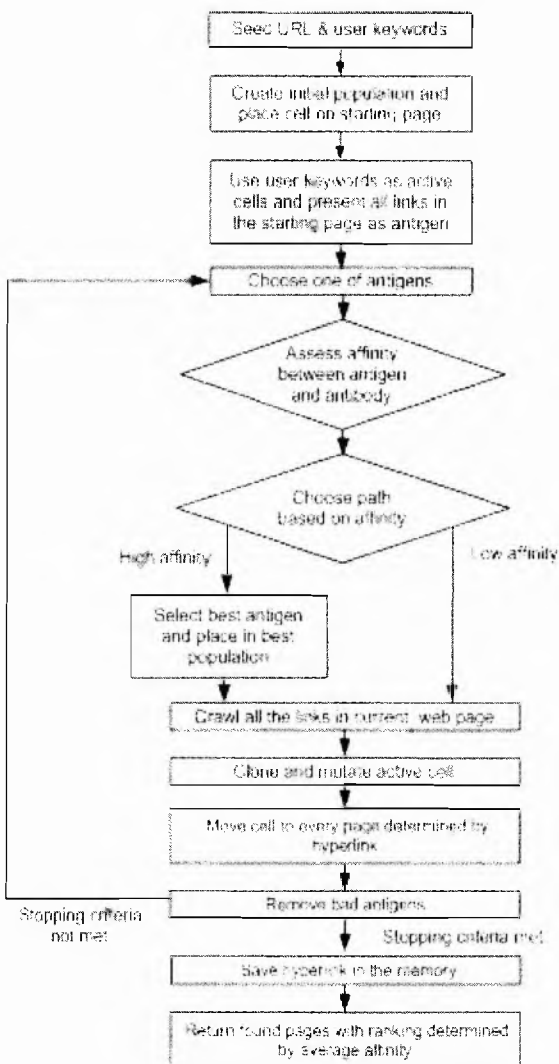 Seed URL & user keywords
Create initial population and
place cell on starting page
Use user keywords as active
cells and present all links in
the starting page as antigen
Choose one of antigens
Assess affinity
between antigen
and antibody
Choose path
based on affinity
High affinity
Low affinity
Select best antigen
and place in best
population
Crawl all the links in current web page
Clone and mutate active cell
Move cell to every page determined by
hyperlink
Remove bad antigens
Stopping criteria
not met
Stopping criteria met
Save hyperlink in the memory
Return found pages with ranking determined
by average affinity